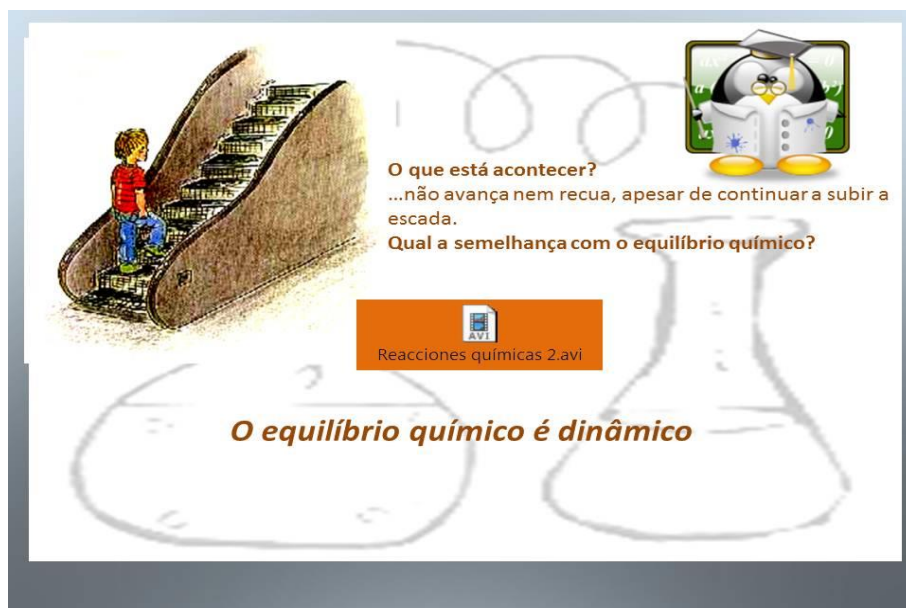 O que está acontecer?
...não avança nem recua, apesar de continuar a subir a
escada.
Qual a semelhança com o equilíbrio químico?
AVI
Reacciones químicas 2.avi
O equilíbrio químico é dinâmico